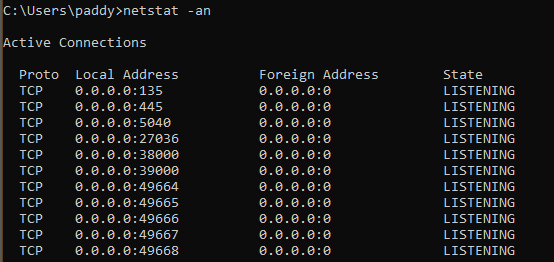 C:\Users\paddy>netstat -an
Active Connections
Proto Local Address Foreign Address State
TCP 0.0.0.0:135 0.0.0.0:0 LISTENING
TCP 0.0.0.0:445 0.0.0.0:0 LISTENING
TCP 0.0.0.0:5040 0.0.0.0:0 LISTENING
TCP 0.0.0.0:27036 0.0.0.0:0 LISTENING
TCP 0.0.0.0:38000 0.0.0.0:0 LISTENING
TCP 0.0.0.0:39000 0.0.0.0:0 LISTENING
TCP 0.0.0.0:49664 0.0.0.0:0 LISTENING
TCP 0.0.0.0:49665 0.0.0.0:0 LISTENING
TCP 0.0.0.0:49666 0.0.0.0:0 LISTENING
TCP 0.0.0.0:49667 0.0.0.0:0 LISTENING
TCP 0.0.0.0:49668 0.0.0.0:0 LISTENING